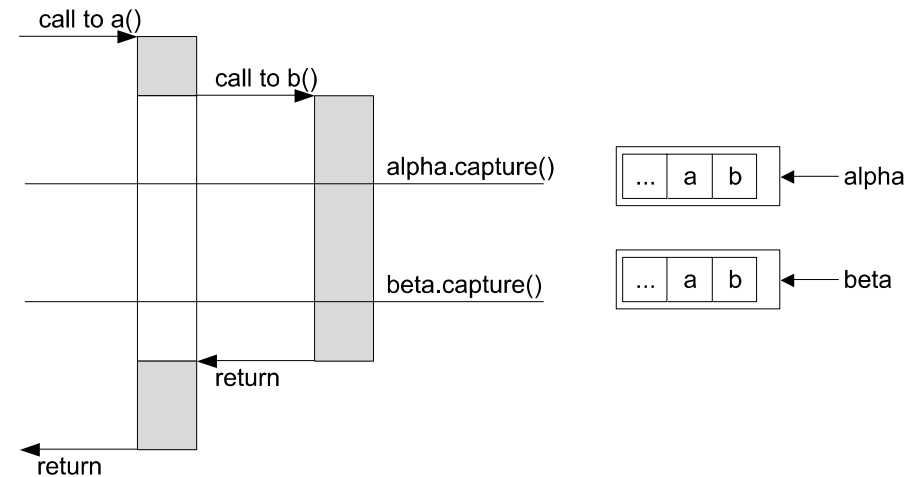 call to a()
call to b()
alpha.capture()
... a b
alpha
beta.capture()
... a b
beta
return
return